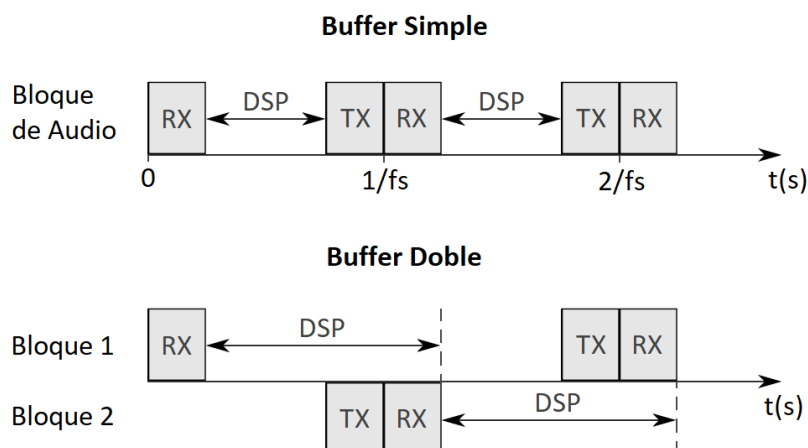 Buffer Simple
Bloque
de Audio
RX DSP TX RX DSP TX RX
0 1/fs 2/fs t(s)
Buffer Doble
Bloque 1 RX DSP TX RX
t(s)
Bloque 2 TX RX DSP